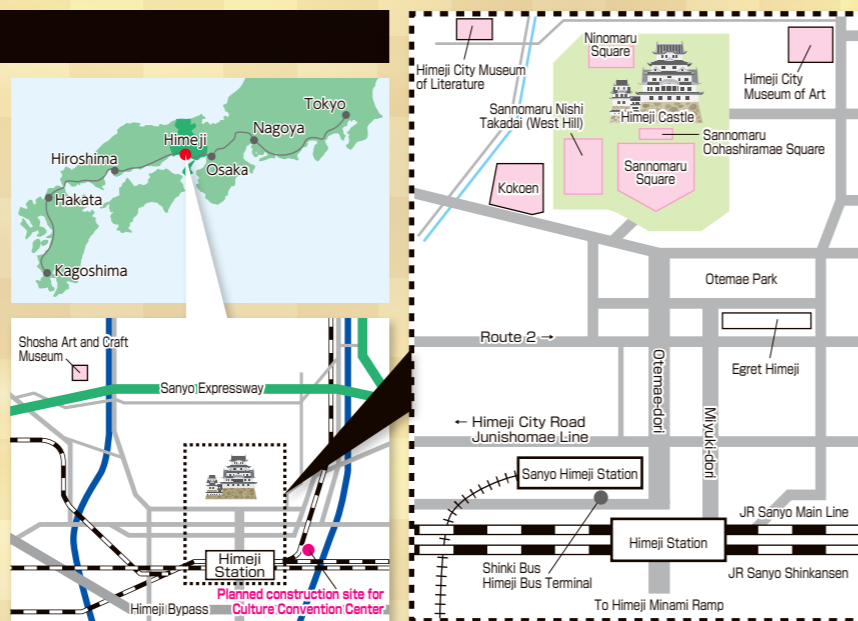 Tokyo
Nagoya
Himeji
Osaka
Hiroshima
Hakata
Kagoshima
Shosha Art and Craft
Museum
Sanyo Expressway
Himeji
Station
Planned construction site for
Culture Convention Center
Himeji Bypass
Himeji City Museum
of Literature
Ninomaru
Square
Himeji City
Museum of Art
Sannomaru Nishi
Takadai (West Hill)
Himeji Castle
Sannomaru
Oohashiramae Square
Sannomaru
Square
Kokoen
Otemae Park
Route 2 →
Egret Himeji
Otemae-dori
Miyuki-dori
← Himeji City Road
Junishomae Line
Sanyo Himeji Station
JR Sanyo Main Line
Himeji Station
Shinki Bus
Himeji Bus Terminal
JR Sanyo Shinkansen
To Himeji Minami Ramp